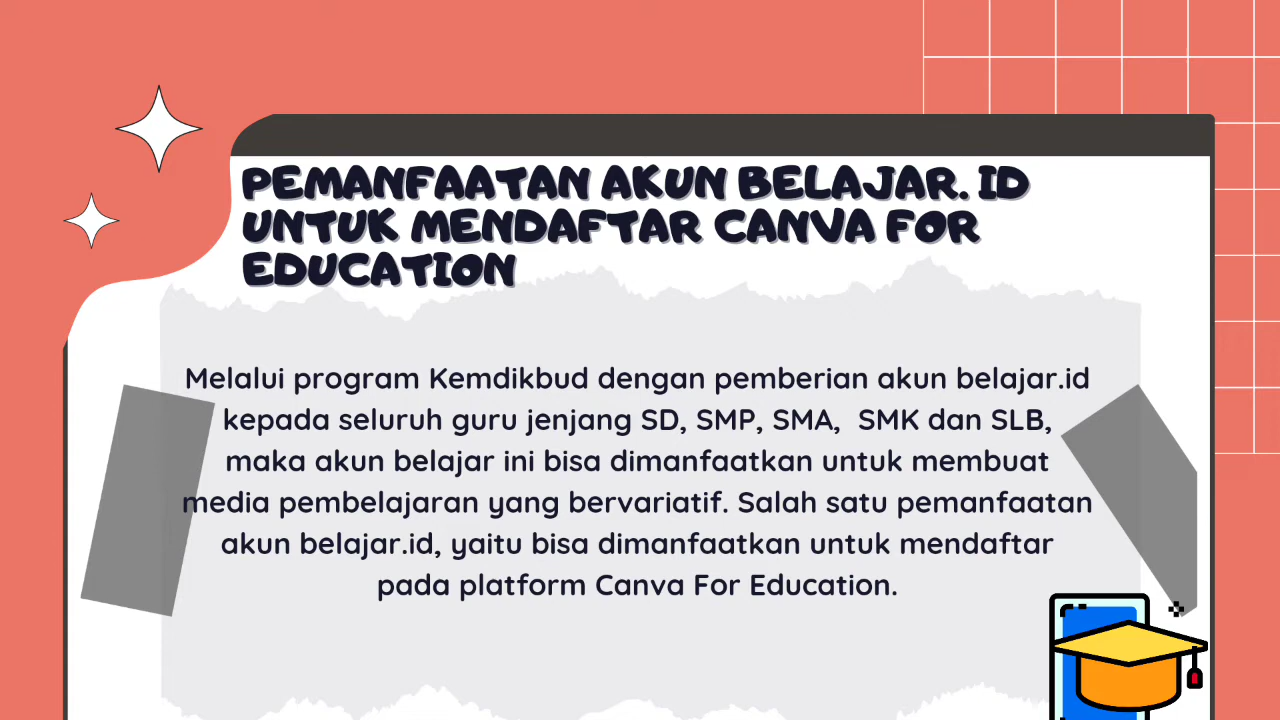 PEMANFAATAN AKUN BELAJAR. ID
UNTUK MENDAFTAR CANVA FOR
EDUCATION
Melalui program Kemdikbud dengan pemberian akun belajar.id
kepada seluruh guru jenjang SD, SMP, SMA, SMK dan SLB,
maka akun belajar ini bisa dimanfaatkan untuk membuat
media pembelajaran yang bervariatif. Salah satu pemanfaatan
akun belajar.id, yaitu bisa dimanfaatkan untuk mendaftar
pada platform Canva For Education.